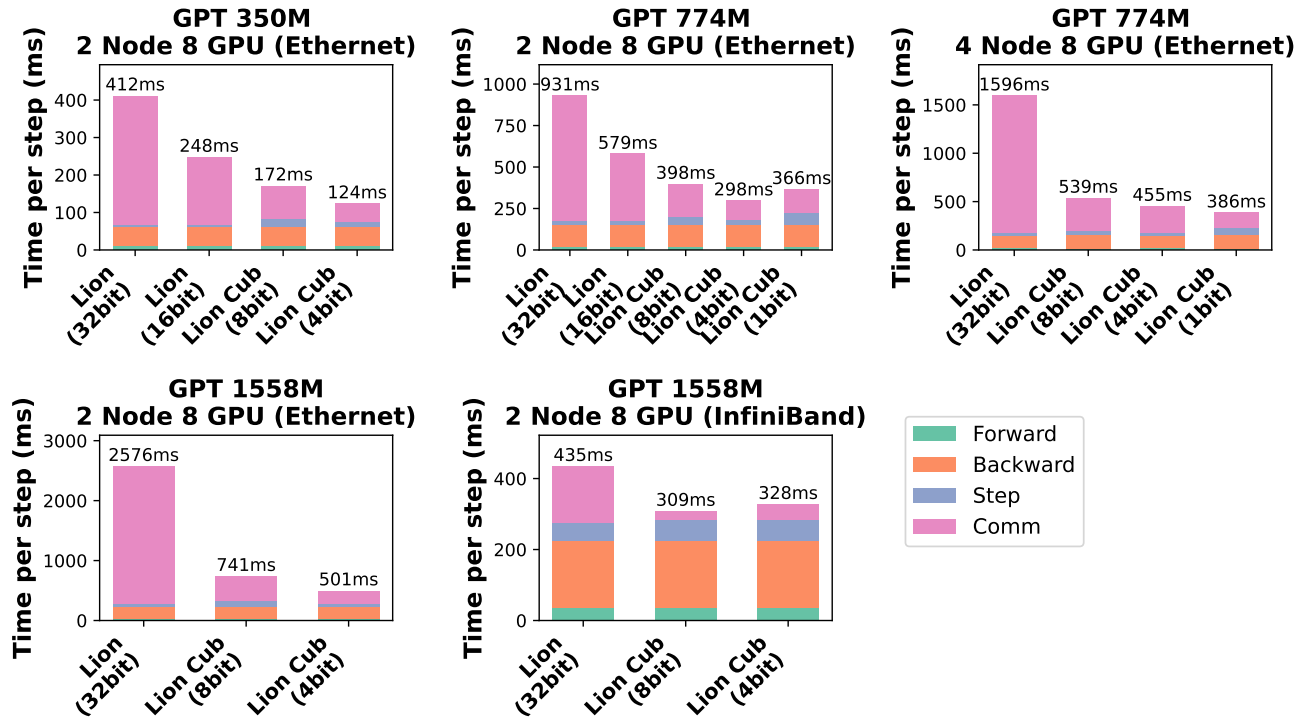 GPT 350M
2 Node 8 GPU (Ethernet)
Time per step (ms)
400
300
200
100
0
412ms
248ms
172ms
124ms
Lion
(32bit)
Lion
(16bit)
Lion Cub
(8bit)
Lion Cub
(4bit)
GPT 774M
2 Node 8 GPU (Ethernet)
Time per step (ms)
1000
750
500
250
0
931ms
579ms
398ms
298ms
366ms
Lion
(32bit)
Lion
(16bit)
Lion Cub
(8bit)
Lion Cub
(4bit)
Lion Cub
(1bit)
GPT 774M
4 Node 8 GPU (Ethernet)
Time per step (ms)
1500
1000
500
0
1596ms
539ms
455ms
386ms
Lion
(32bit)
Lion Cub
(8bit)
Lion Cub
(4bit)
Lion Cub
(1bit)
GPT 1558M
2 Node 8 GPU (Ethernet)
Time per step (ms)
3000
2000
1000
0
2576ms
741ms
501ms
Lion
(32bit)
Lion Cub
(8bit)
Lion Cub
(4bit)
GPT 1558M
2 Node 8 GPU (InfiniBand)
Time per step (ms)
400
200
0
435ms
309ms
328ms
Lion
(32bit)
Lion Cub
(8bit)
Lion Cub
(4bit)
Forward
Backward
Step
Comm